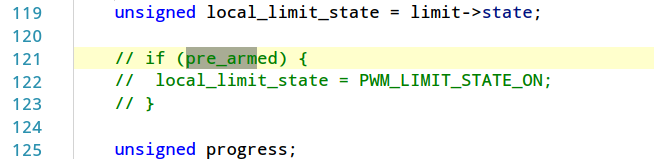 119 unsigned local_limit_state = limit->state;
120
121 // if (pre_armed) {
122 //  local_limit_state = PWM_LIMIT_STATE_ON;
123 // }
124
125 unsigned progress;